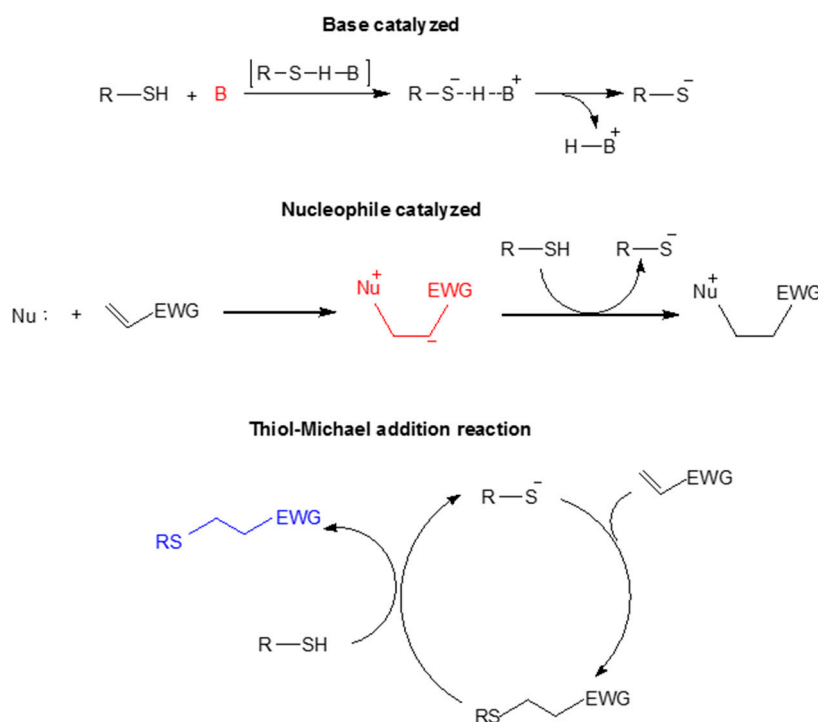 Base catalyzed
[R-S-H-B]
R-SH + B R-S⁻--H-B⁺ R-S⁻
H-B⁺
Nucleophile catalyzed
R-SH R-S⁻
Nu: + EWG Nu⁺ EWG⁻ Nu⁺ EWG
Thiol-Michael addition reaction
R-S⁻ EWG
RS EWG
R-SH
RS EWG